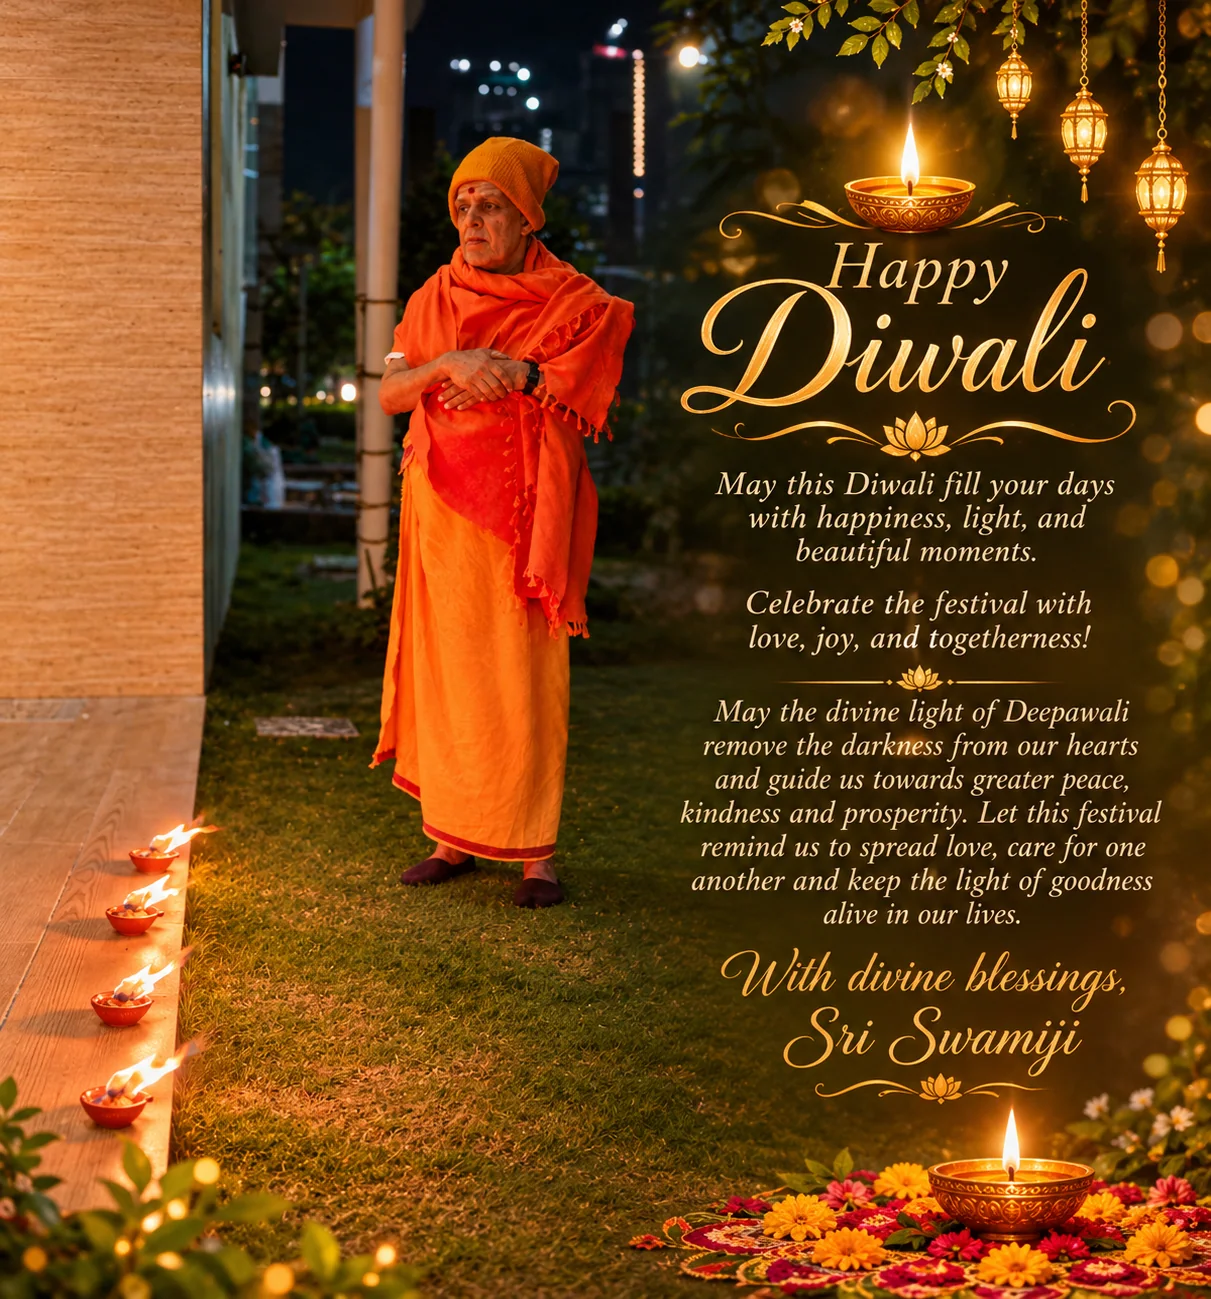 Happy
Diwali
May this Diwali fill your days
with happiness, light, and
beautiful moments.
Celebrate the festival with
love, joy, and togetherness!
May the divine light of Deepawali
remove the darkness from our hearts
and guide us towards greater peace,
kindness and prosperity. Let this festival
remind us to spread love, care for one
another and keep the light of goodness
alive in our lives.
With divine blessings,
Sri Swamiji